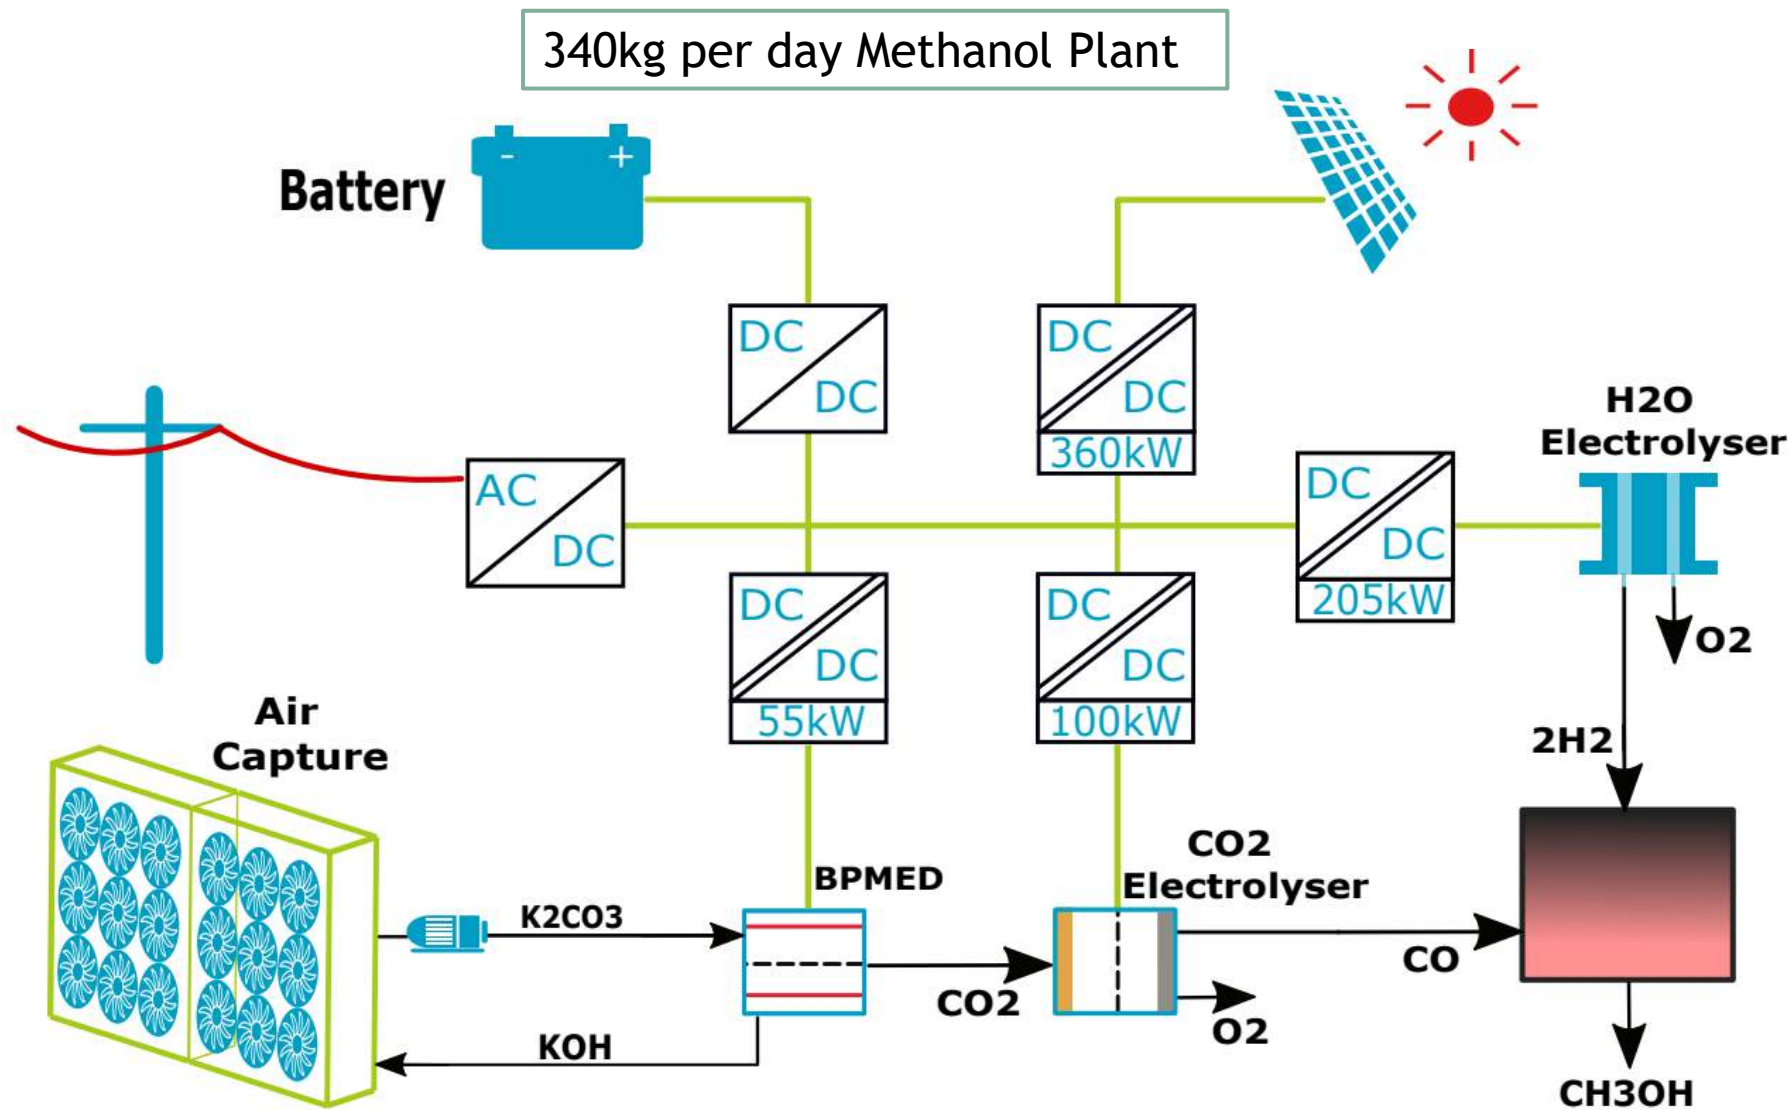 340kg per day Methanol Plant
Battery
-
+
DC
DC
DC
DC
360kW
H2O
Electrolyser
AC
DC
DC
DC
205kW
O2
DC
DC
55kW
DC
DC
100kW
Air
Capture
2H2
BPMED
CO2
Electrolyser
K2CO3
CO2
CO
O2
KOH
CH3OH